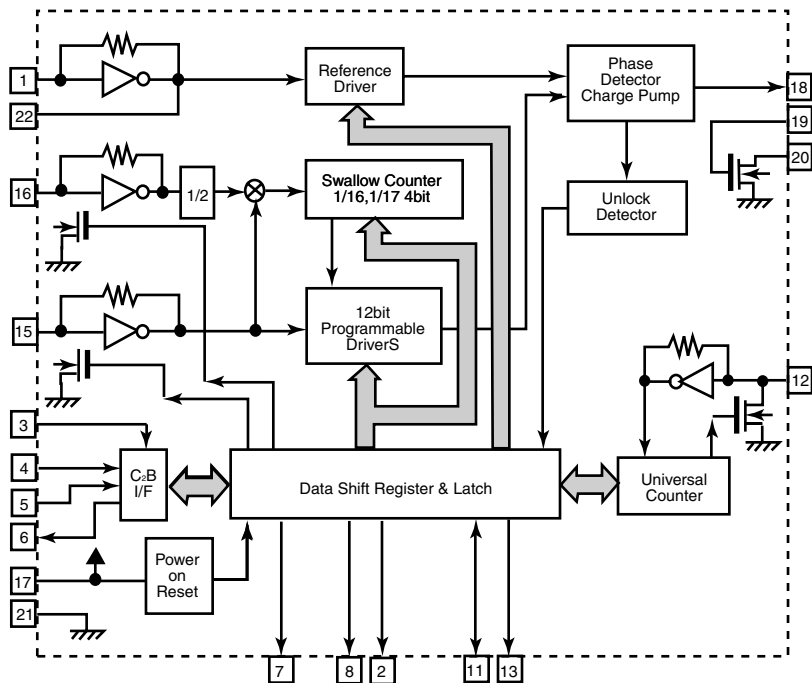 1
22
Reference
Driver
Phase
Detector
Charge Pump
18
19
20
16
1/2
Swallow Counter
1/16,1/17 4bit
Unlock
Detector
15
12bit
Programmable
DriverS
12
3
4
5
6
C₂B
I/F
Data Shift Register & Latch
Universal
Counter
17
Power
on
Reset
21
7
8
2
11
13